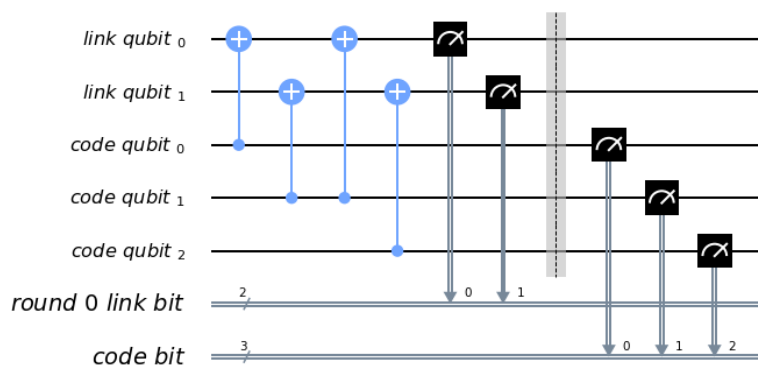 link qubit 0
link qubit 1
code qubit 0
code qubit 1
code qubit 2
round 0 link bit 2 0 1
code bit 3 0 1 2